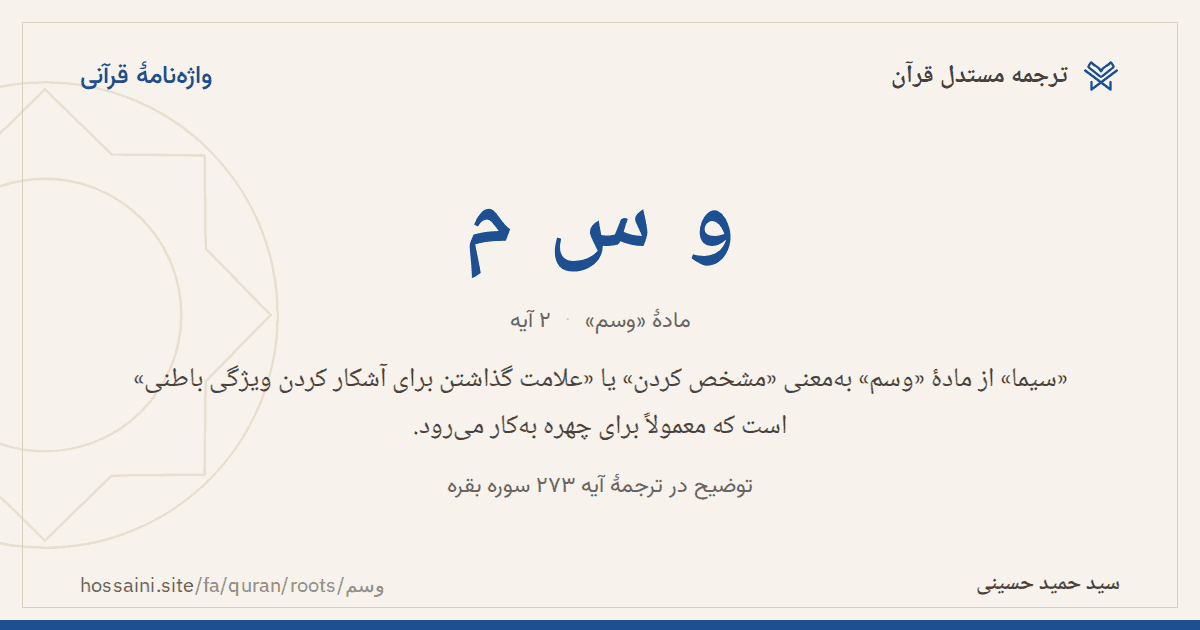 ترجمه مستدل قرآن
واژه‌نامهٔ قرآنی
و س م
مادهٔ «وسم» · ۲ آیه
«سیما» از مادهٔ «وسم» به‌معنی «مشخص کردن» یا «علامت گذاشتن برای آشکار کردن ویژگی باطنی»
است که معمولاً برای چهره به‌کار می‌رود.
توضیح در ترجمهٔ آیه ۲۷۳ سوره بقره
سید حمید حسینی
hossaini.site/fa/quran/roots/وسم